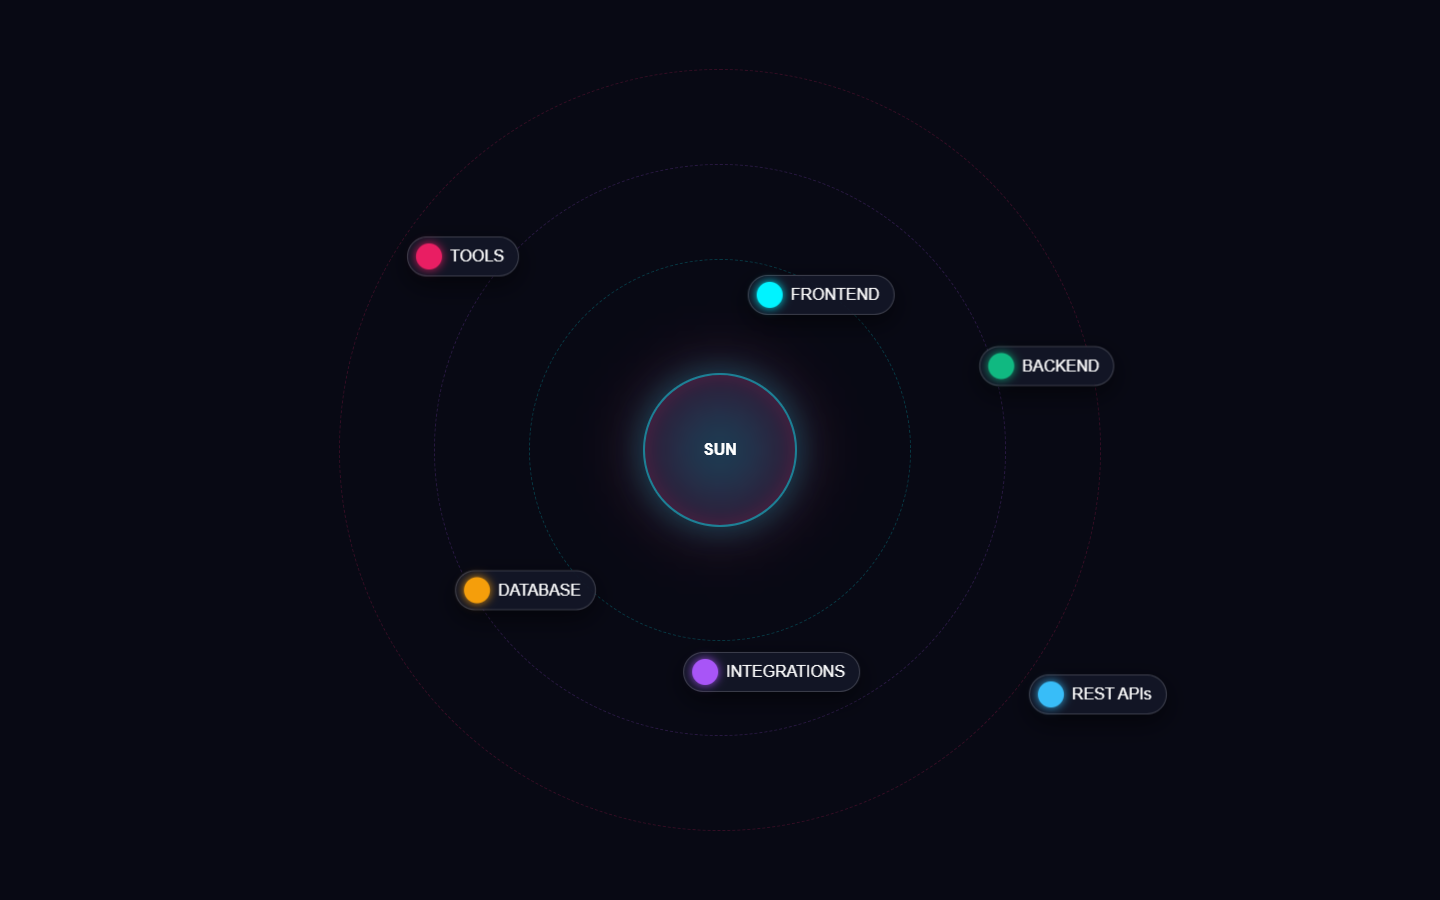 TOOLS
FRONTEND
BACKEND
SUN
DATABASE
INTEGRATIONS
REST APIs